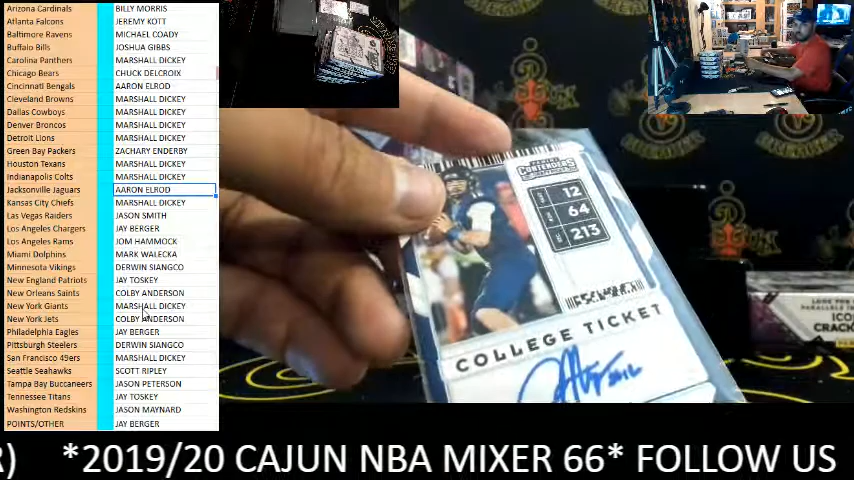 Arizona Cardinals BILLY MORRIS
Atlanta Falcons JEREMY KOTT
Baltimore Ravens MICHAEL COADY
Buffalo Bills JOSHUA GIBBS
Carolina Panthers MARSHALL DICKEY
Chicago Bears CHUCK DELCROIX
Cincinnati Bengals AARON ELROD
Cleveland Browns MARSHALL DICKEY
Dallas Cowboys MARSHALL DICKEY
Denver Broncos MARSHALL DICKEY
Detroit Lions MARSHALL DICKEY
Green Bay Packers ZACHARY ENDERBY
Houston Texans MARSHALL DICKEY
Indianapolis Colts MARSHALL DICKEY
Jacksonville Jaguars AARON ELROD
Kansas City Chiefs MARSHALL DICKEY
Las Vegas Raiders JASON SMITH
Los Angeles Chargers JAY BERGER
Los Angeles Rams JOM HAMMOCK
Miami Dolphins MARK WALECKA
Minnesota Vikings DERWIN SIANGCO
New England Patriots JAY TOSKEY
New Orleans Saints COLBY ANDERSON
New York Giants MARSHALL DICKEY
New York Jets COLBY ANDERSON
Philadelphia Eagles JAY BERGER
Pittsburgh Steelers DERWIN SIANGCO
San Francisco 49ers MARSHALL DICKEY
Seattle Seahawks SCOTT RIPLEY
Tampa Bay Buccaneers JASON PETERSON
Tennessee Titans JAY TOSKEY
Washington Redskins JASON MAYNARD
POINTS/OTHER JAY BERGER
PANINI
CONTENDERS
12
64
213
COLLEGE TICKET
CRACK
R) *2019/20 CAJUN NBA MIXER 66* FOLLOW US